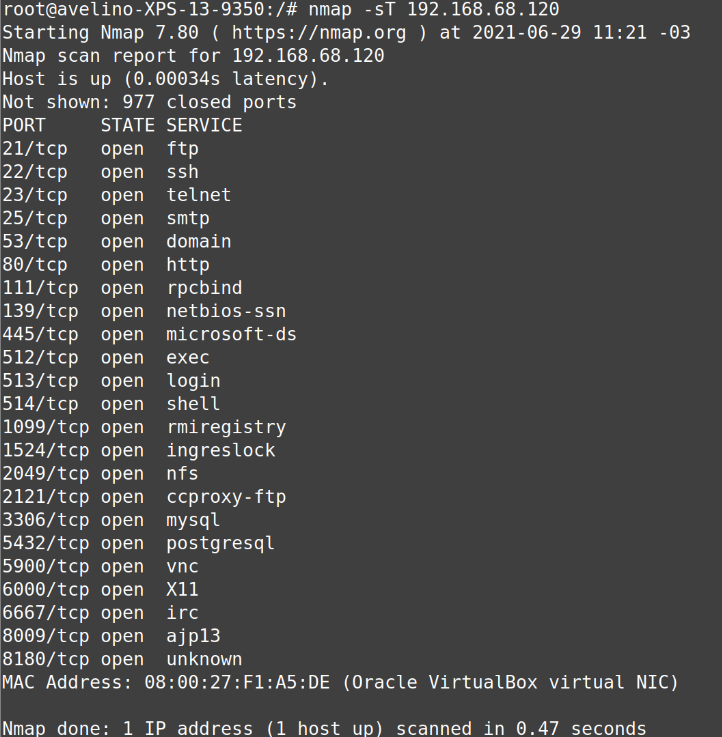 root@avelino-XPS-13-9350:/# nmap -sT 192.168.68.120
Starting Nmap 7.80 ( https://nmap.org ) at 2021-06-29 11:21 -03
Nmap scan report for 192.168.68.120
Host is up (0.00034s latency).
Not shown: 977 closed ports
PORT     STATE SERVICE
21/tcp   open  ftp
22/tcp   open  ssh
23/tcp   open  telnet
25/tcp   open  smtp
53/tcp   open  domain
80/tcp   open  http
111/tcp  open  rpcbind
139/tcp  open  netbios-ssn
445/tcp  open  microsoft-ds
512/tcp  open  exec
513/tcp  open  login
514/tcp  open  shell
1099/tcp open  rmiregistry
1524/tcp open  ingreslock
2049/tcp open  nfs
2121/tcp open  ccproxy-ftp
3306/tcp open  mysql
5432/tcp open  postgresql
5900/tcp open  vnc
6000/tcp open  X11
6667/tcp open  irc
8009/tcp open  ajp13
8180/tcp open  unknown
MAC Address: 08:00:27:F1:A5:DE (Oracle VirtualBox virtual NIC)
Nmap done: 1 IP address (1 host up) scanned in 0.47 seconds